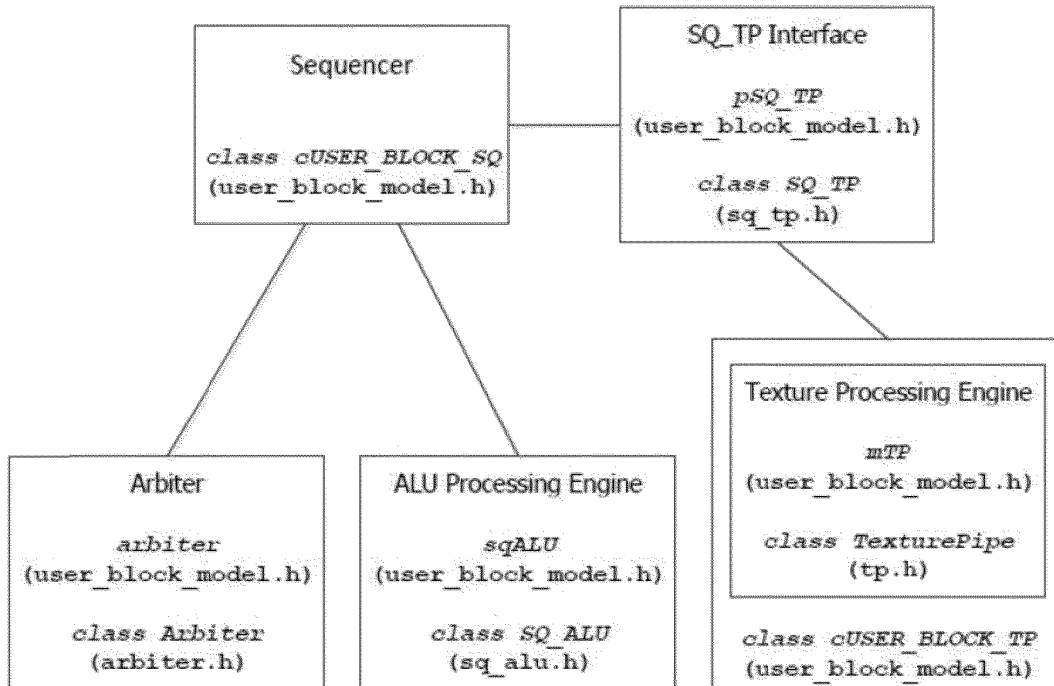 Sequencer
class cUSER_BLOCK_SQ
(user_block_model.h)
SQ_TP Interface
pSQ_TP
(user_block_model.h)
class SQ_TP
(sq_tp.h)
Arbiter
arbiter
(user_block_model.h)
class Arbiter
(arbiter.h)
ALU Processing Engine
sqALU
(user_block_model.h)
class SQ_ALU
(sq_alu.h)
Texture Processing Engine
mTP
(user_block_model.h)
class TexturePipe
(tp.h)
class cUSER_BLOCK_TP
(user_block_model.h)